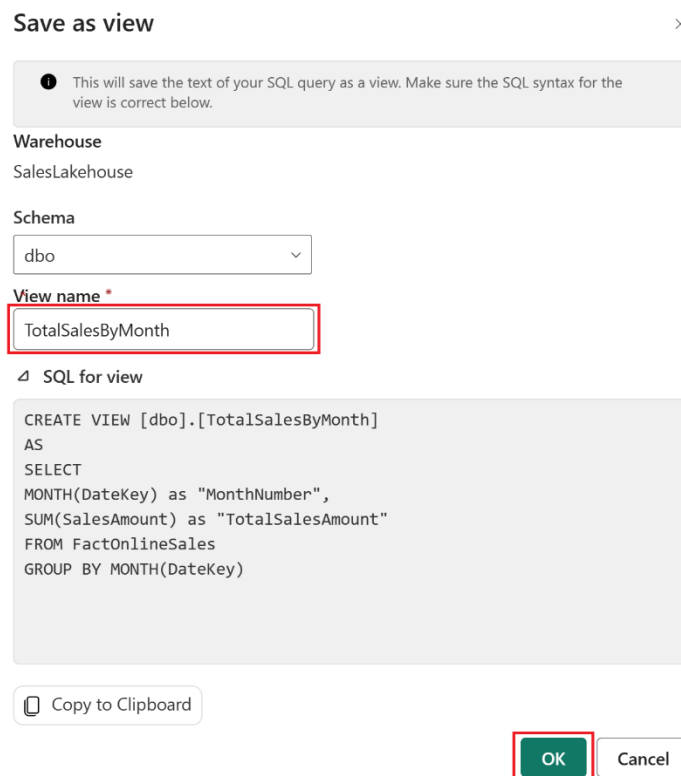 Save as view
This will save the text of your SQL query as a view. Make sure the SQL syntax for the
view is correct below.
Warehouse
SalesLakehouse
Schema
dbo
View name *
TotalSalesByMonth
SQL for view
CREATE VIEW [dbo].[TotalSalesByMonth]
AS
SELECT
MONTH(DateKey) as "MonthNumber",
SUM(SalesAmount) as "TotalSalesAmount"
FROM FactOnlineSales
GROUP BY MONTH(DateKey)
Copy to Clipboard
OK Cancel